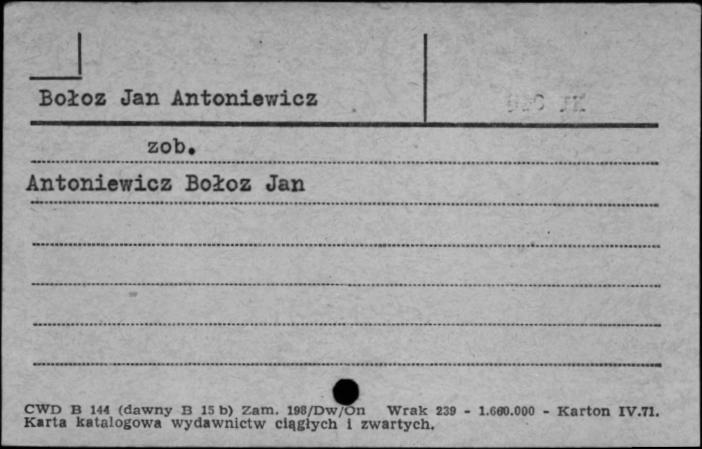 Bołoz Jan Antoniewicz
zob.
Antoniewicz Bołoz Jan
CWD B 144 (dawny B 15 b) Zam. 198/Dw/On Wrak 239 - 1.660.000 - Karton IV.71.
Karta katalogowa wydawnictw ciągłych i zwartych.